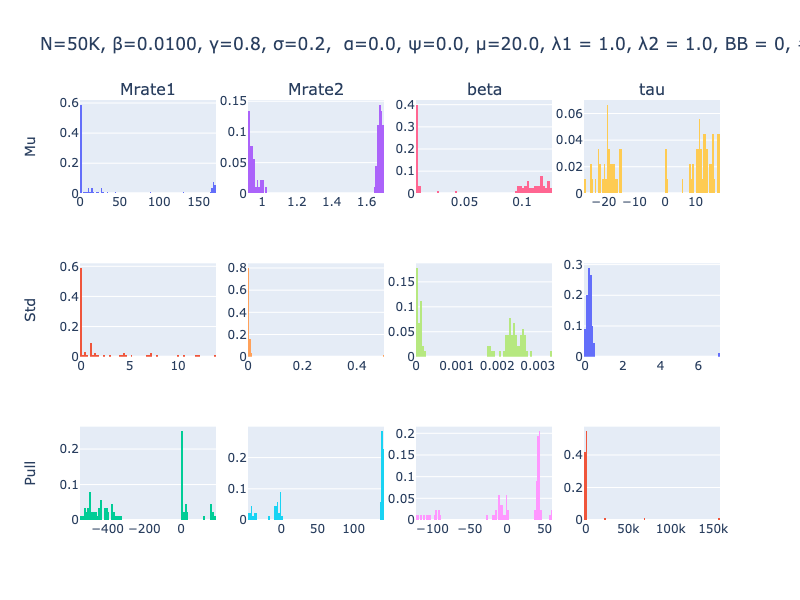 N=50K, β=0.0100, γ=0.8, σ=0.2, α=0.0, ψ=0.0, μ=20.0, λ1 = 1.0, λ2 = 1.0, BB = 0,
Mrate1 Mrate2 beta tau
Mu
0.6 0.4 0.2 0
0 50 100 150
0.15 0.1 0.05 0
1 1.2 1.4 1.6
0.4 0.3 0.2 0.1 0
0.05 0.1
0.06 0.04 0.02 0
−20 −10 0 10
Std
0.6 0.4 0.2 0
0 5 10
0.8 0.6 0.4 0.2 0
0 0.2 0.4
0.15 0.1 0.05 0
0 0.001 0.002 0.003
0.3 0.2 0.1 0
0 2 4 6
Pull
0.2 0.1 0
−400 −200 0
0.2 0.1 0
0 50 100
0.2 0.15 0.1 0.05 0
−100 −50 0 50
0.4 0.2 0
0 50k 100k 150k